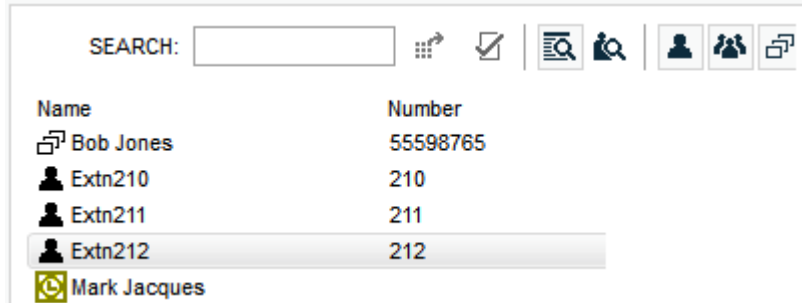 SEARCH:
Name Number
Bob Jones 55598765
Extn210 210
Extn211 211
Extn212 212
Mark Jacques